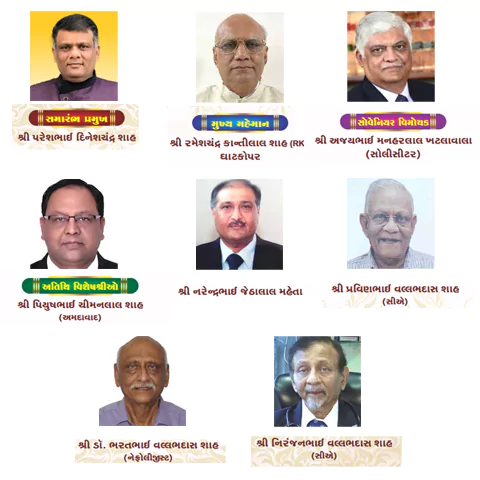 સમારંભ પ્રમુખ
શ્રી પરેશભાઈ દિનેશચંદ્ર શાહ
મુખ્ય મહેમાન
શ્રી રમેશચંદ્ર કાન્તીલાલ શાહ (RK
ઘાટકોપર
સોવેનિયર વિમોચક
શ્રી અજયભાઈ મનહરલાલ ખટલાવાલા
(સોલીસીટર)
અતિથિ વિશેષશ્રીઓ
શ્રી પિયુષભાઈ ચીમનલાલ શાહ
(અમદાવાદ)
શ્રી નરેન્દ્રભાઈ જેઠાલાલ મહેતા
શ્રી પ્રવિણભાઈ વલ્લભદાસ શાહ
(સીએ)
શ્રી ડૉ. ભરતભાઈ વલ્લભદાસ શાહ
(નેફ્રોલીજીસ્ટ)
શ્રી નિરંજનભાઈ વલ્લભદાસ શાહ
(સીએ)